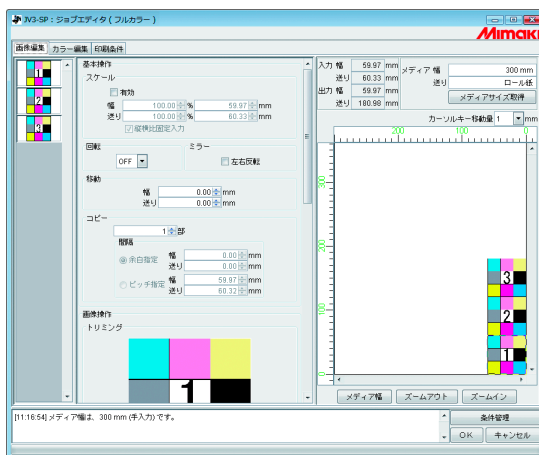 JV3-SP : ジョブエディタ ( フルカラー )
Mimaki
画像編集 カラー編集 印刷条件
1
2
3
基本操作
スケール
有効
幅 100.00 % 59.97 mm
送り 100.00 % 60.33 mm
縦横比固定入力
回転 ミラー
OFF 左右反転
移動
幅 0.00 mm
送り 0.00 mm
コピー
1 部
間隔
余白指定 幅 0.00 mm
送り 0.00 mm
ピッチ指定 幅 59.97 mm
送り 60.32 mm
画像操作
トリミング
1
入力 幅 59.97 mm
送り 60.33 mm
出力 幅 59.97 mm
送り 180.98 mm
メディア 幅 300 mm
送り ロール紙
メディアサイズ取得
カーソルキー移動量 1 mm
200 100 0
300
200
100
0
3
2
1
メディア幅 ズームアウト ズームイン
[11:16:54] メディア幅は、300 mm (手入力) です。
条件管理
OK キャンセル